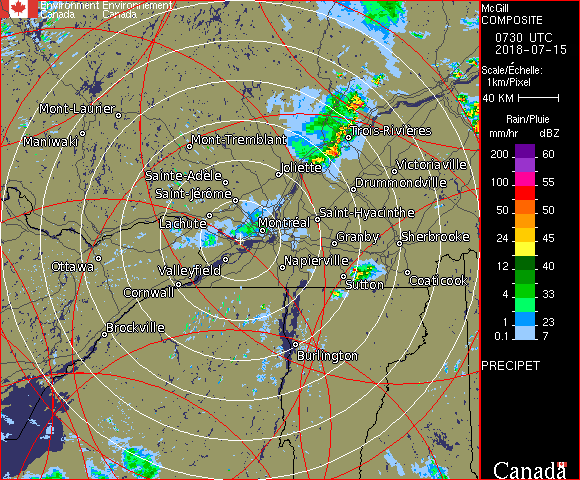 Environment Environnement
Canada Canada
McGill
COMPOSITE
0730 UTC
2018-07-15
Scale/Échelle:
1km/Pixel
40 KM
Rain/Pluie
mm/hr dBZ
200 60
100 55
50 50
24 45
12 40
4 33
1 23
0.1 7
PRECIPET
Canada
Mont-Laurier
Maniwaki
Mont-Tremblant
Trois-Rivières
Joliette
Victoriaville
Sainte-Adèle
Drummondville
Saint-Jérôme
Lachute
Saint-Hyacinthe
Montréal
Granby
Sherbrooke
Ottawa
Valleyfield
Napierville
Cornwall
Sutton
Coaticook
Brockville
Burlington